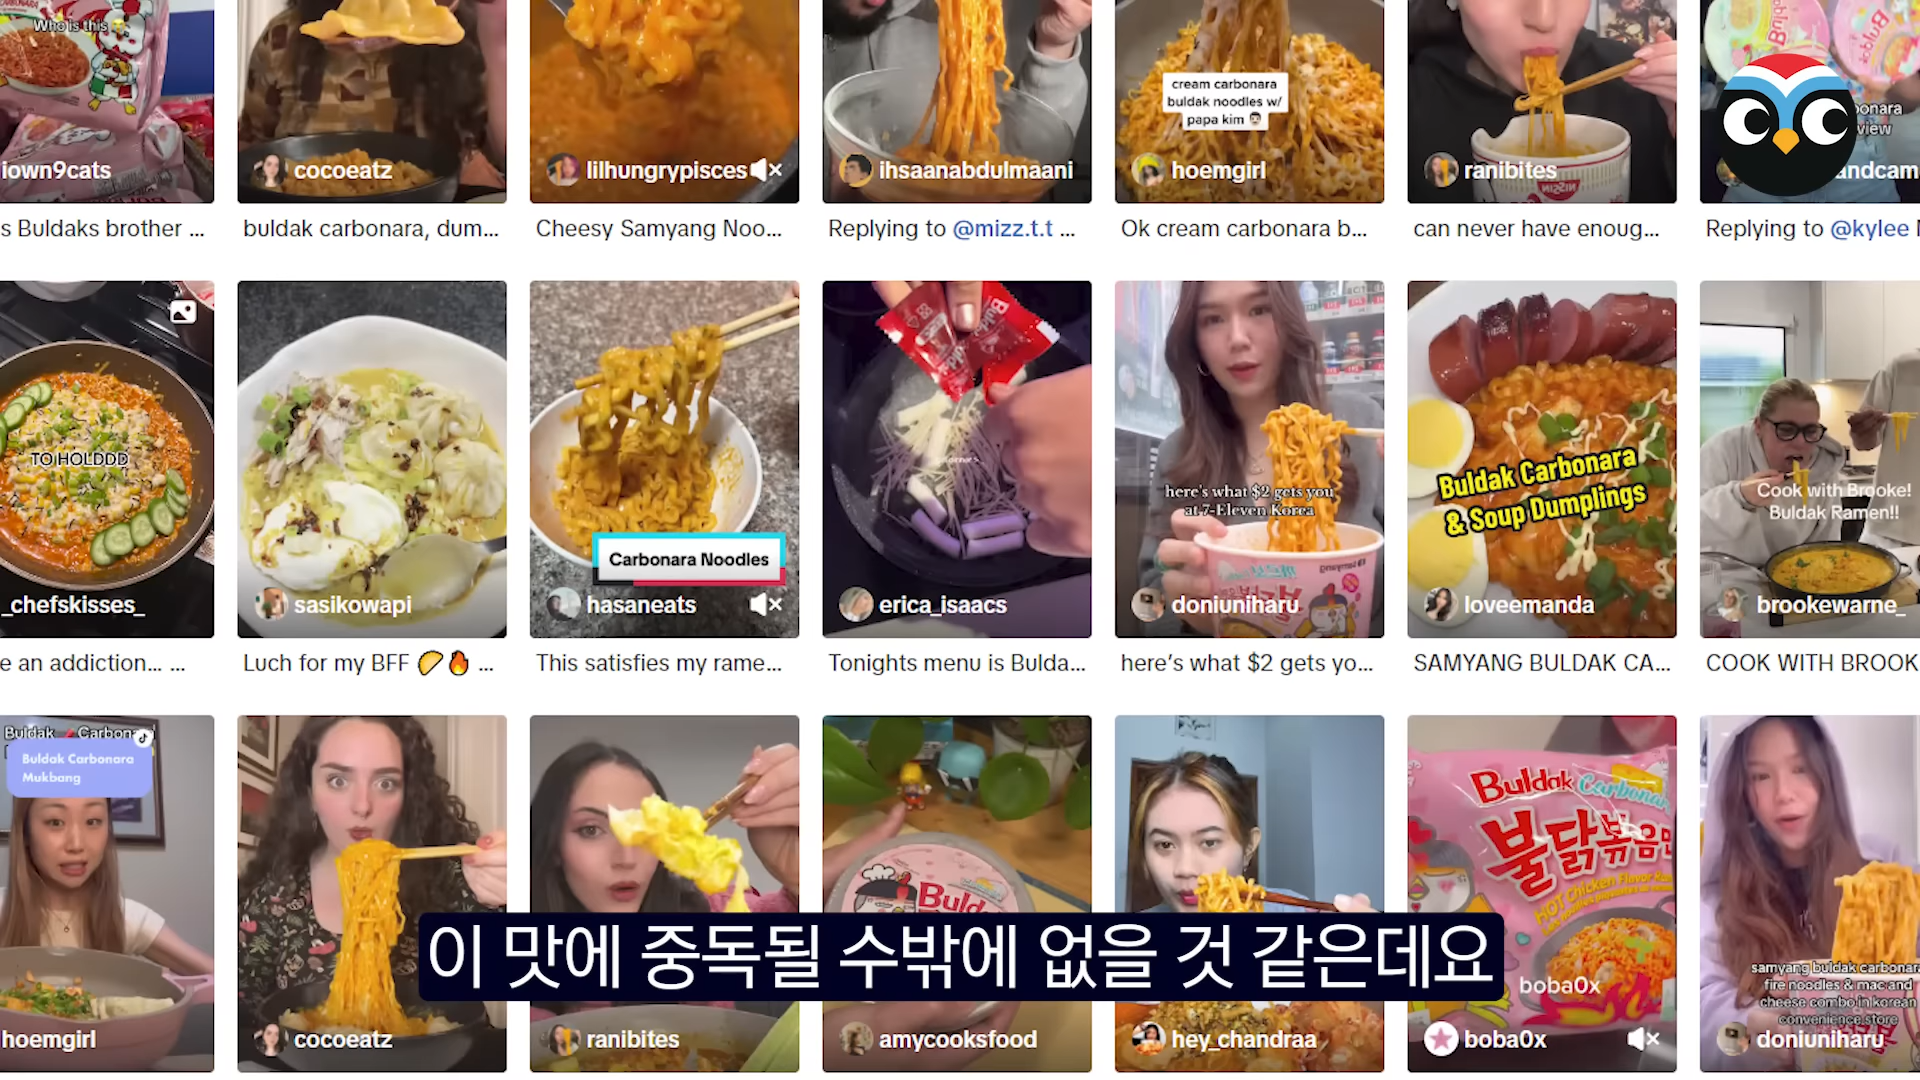 Who is this
iown9cats
cocoeatz
lilhungrypisces
ihsaanabdulmaani
cream carbonara
buldak noodles w/
papa kim
hoemgirl
NISSIN
ranibites
Buldak
andcam
s Buldaks brother ...
buldak carbonara, dum...
Cheesy Samyang Noo...
Replying to @mizz.t.t ...
Ok cream carbonara b...
can never have enoug...
Replying to @kylee
TO HOLDDD
_chefskisses_
sasikowapi
Carbonara Noodles
hasaneats
erica_isaacs
here's what $2 gets you
at 7-Eleven Korea
doniuniharu
Buldak Carbonara
& Soup Dumplings
loveemanda
Cook with Brooke!
Buldak Ramen!!
brookewarne_
e an addiction... ...
Luch for my BFF 🌮🔥 ...
This satisfies my rame...
Tonights menu is Bulda...
here's what $2 gets yo...
SAMYANG BULDAK CA...
COOK WITH BROOK
Buldak Carbona
Buldak Carbonara
Mukbang
hoemgirl
cocoeatz
ranibites
Buld
amycooksfood
hey_chandraa
Buldak Carbonar
불닭볶음면
HOT Chicken Flavor Ra
boba0x
boba0x
samyang buldak carbonara
fire noodles & mac and
cheese combo in korean
convenience store
doniuniharu
이 맛에 중독될 수밖에 없을 것 같은데요